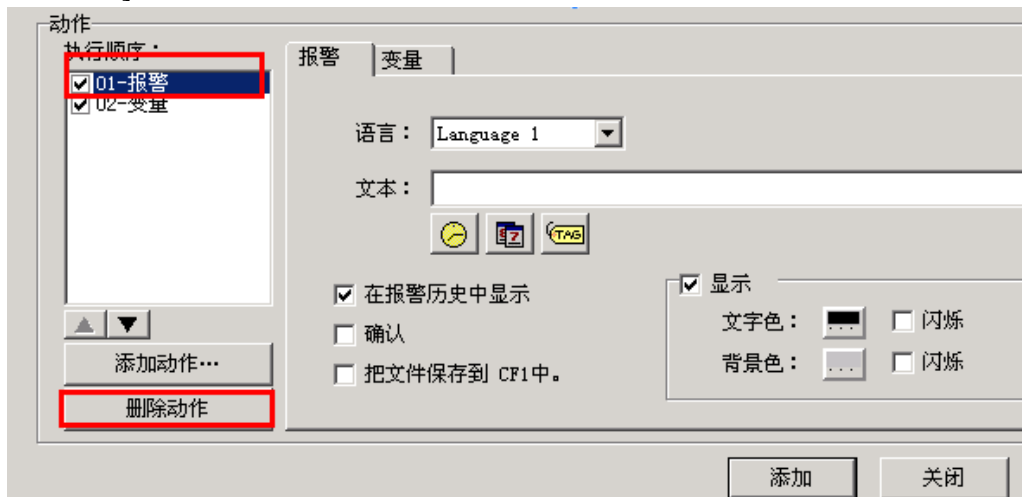 动作
执行顺序：
01-报警
02-变量
报警
变量
语言： Language 1
文本：
TAG
在报警历史中显示
确认
把文件保存到 CF1中。
显示
文字色： ... 闪烁
背景色： ... 闪烁
添加动作…
删除动作
添加
关闭